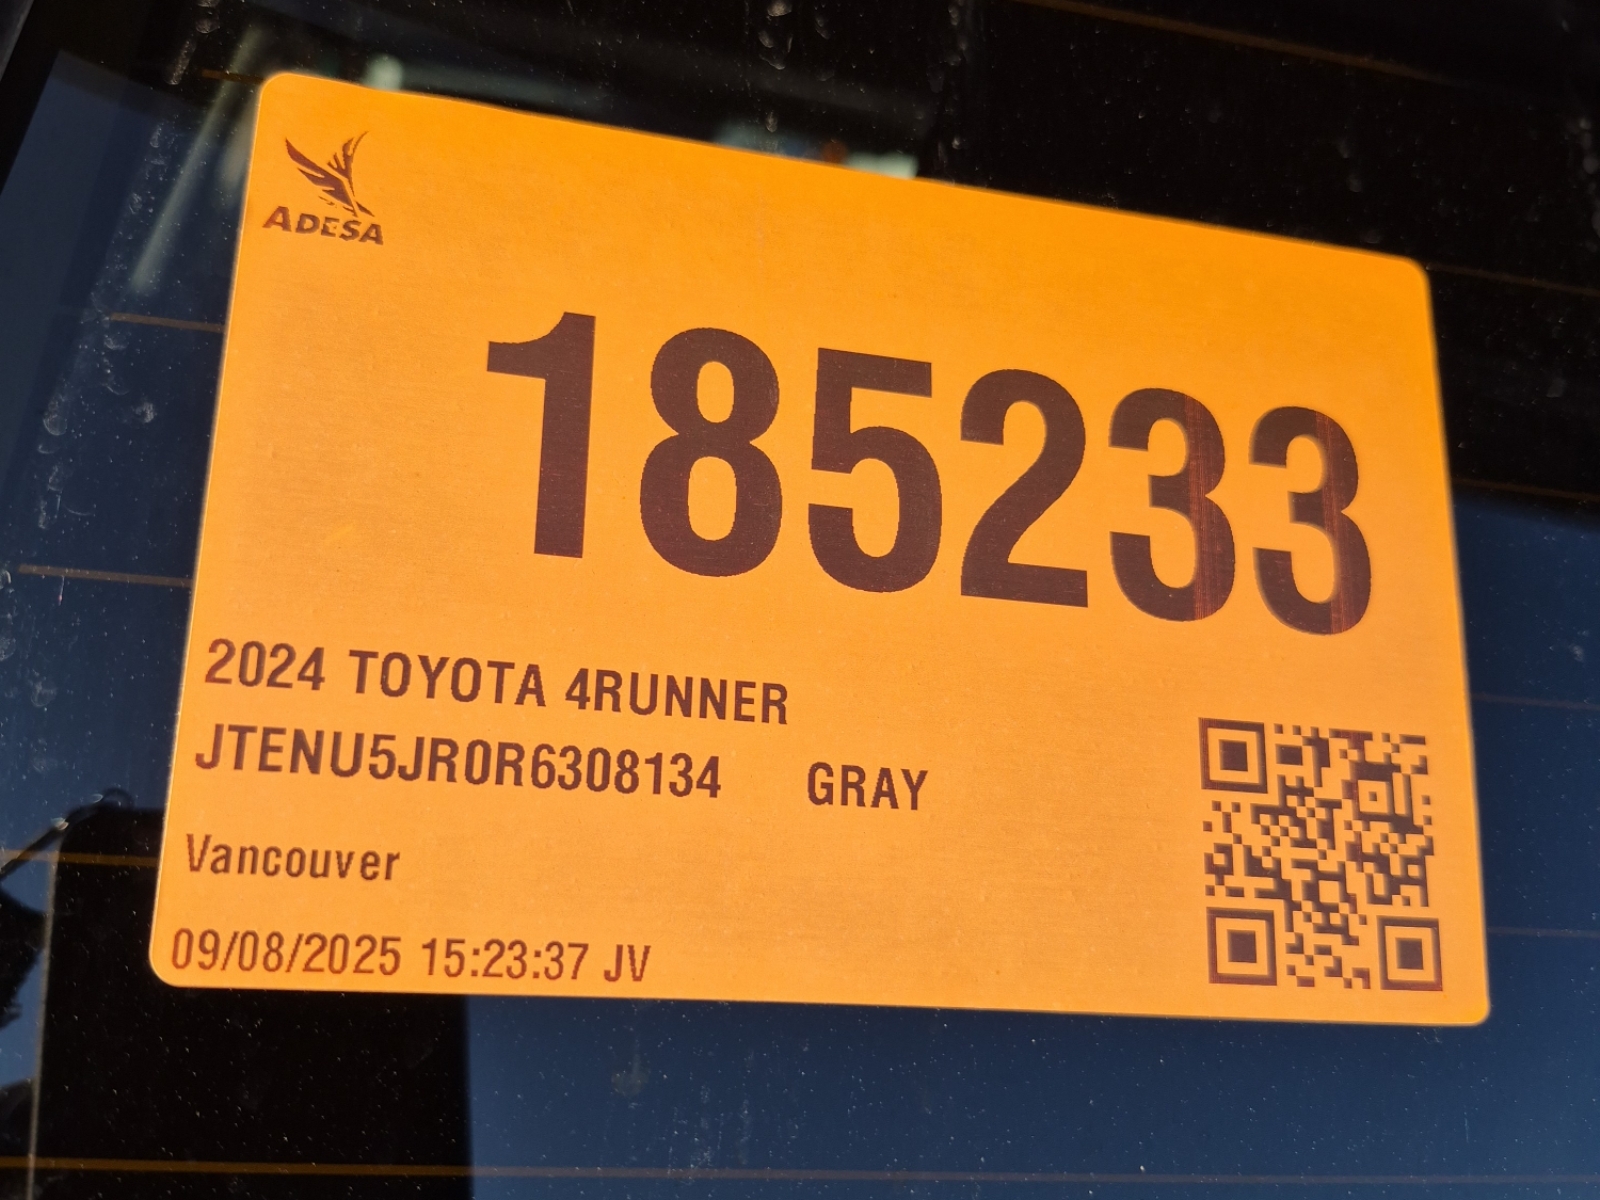 ADESA
185233
2024 TOYOTA 4RUNNER
JTENU5JR0R6308134 GRAY
Vancouver
09/08/2025 15:23:37 JV